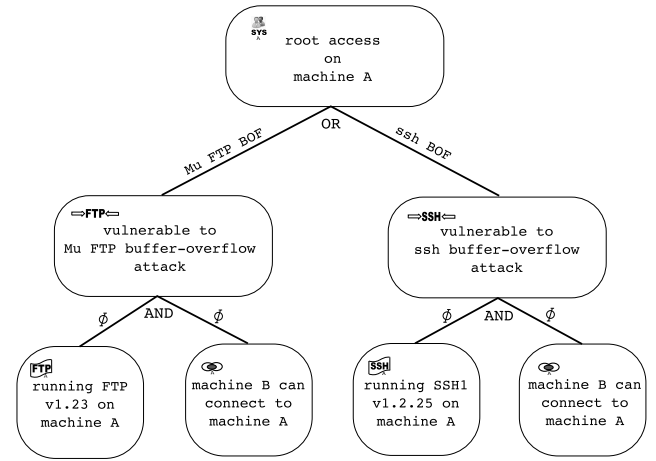 SYS
A
root access
on
machine A
OR
Mu FTP BOF
ssh BOF
⇒FTP⇐
vulnerable to
Mu FTP buffer-overflow
attack
⇒SSH⇐
vulnerable to
ssh buffer-overflow
attack
ϕ AND ϕ
ϕ AND ϕ
FTP
A
running FTP
v1.23 on
machine A
A
machine B can
connect to
machine A
SSH
A
running SSH1
v1.2.25 on
machine A
A
machine B can
connect to
machine A